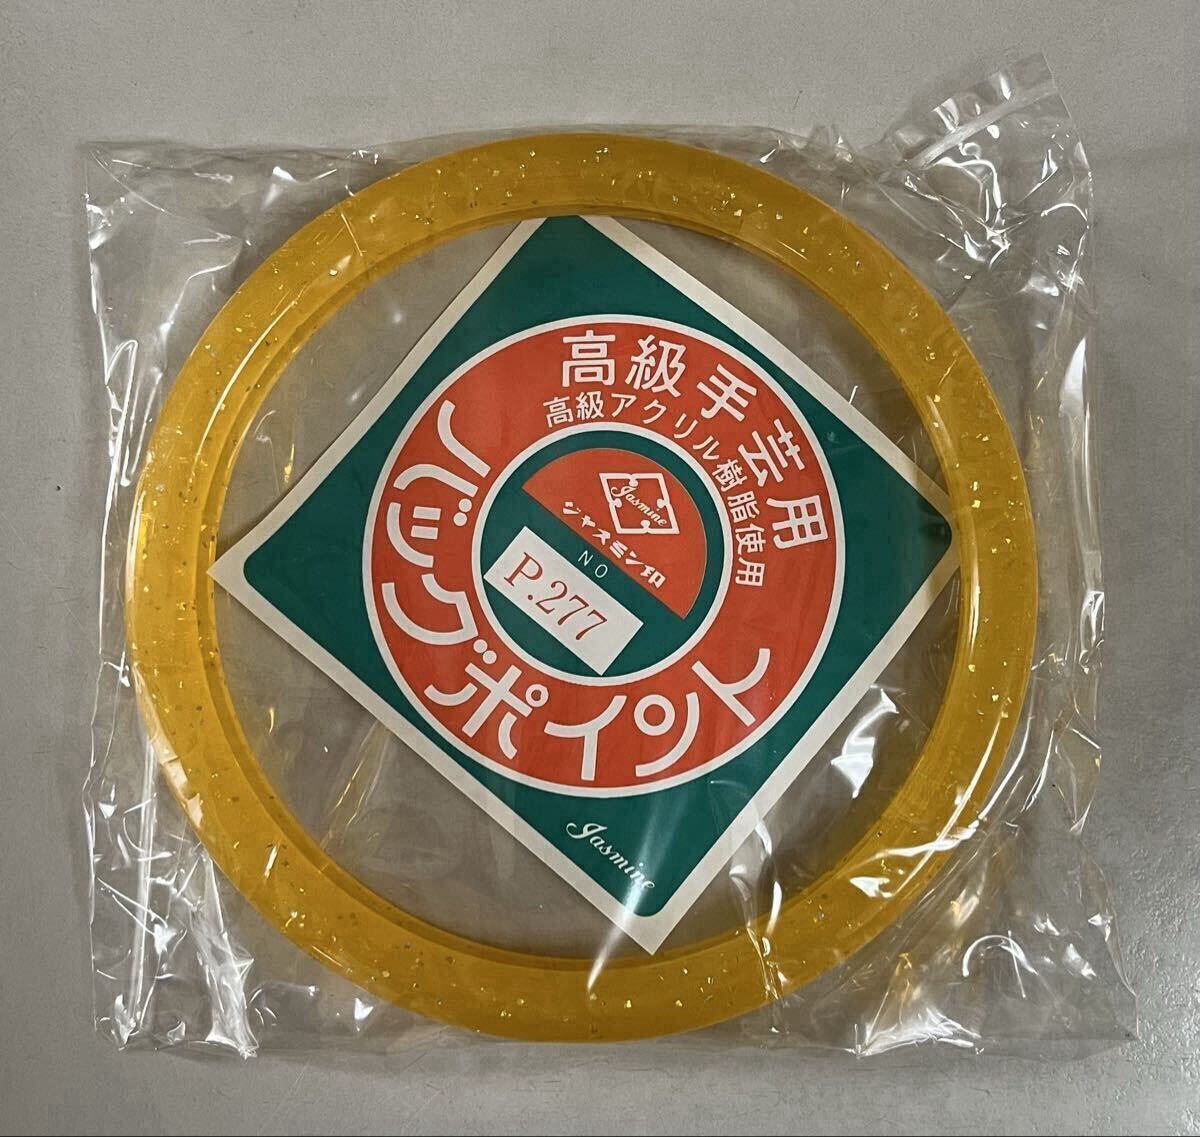 高級手芸用
高級アクリル樹脂使用
Jasmine
ジャスミン印
NO
P.277
バッグポイント
Jasmine